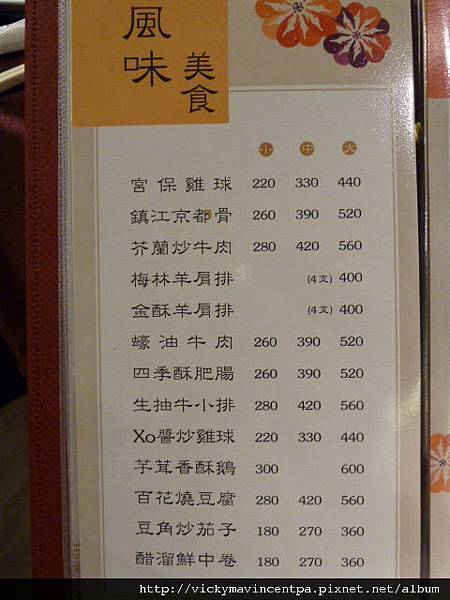 風味
美食
小 中 大
宮保雞球 220 330 440
鎮江京都骨 260 390 520
芥蘭炒牛肉 280 420 560
梅林羊肩排 (4支) 400
金酥羊肩排 (4支) 400
蠔油牛肉 260 390 520
四季酥肥腸 260 390 520
生抽牛小排 280 420 560
Xo醬炒雞球 220 330 440
芋茸香酥鵝 300 600
百花燒豆腐 280 420 560
豆角炒茄子 180 270 360
醋溜鮮中卷 180 270 360
http://vickymavincentpa.pixnet.net/album